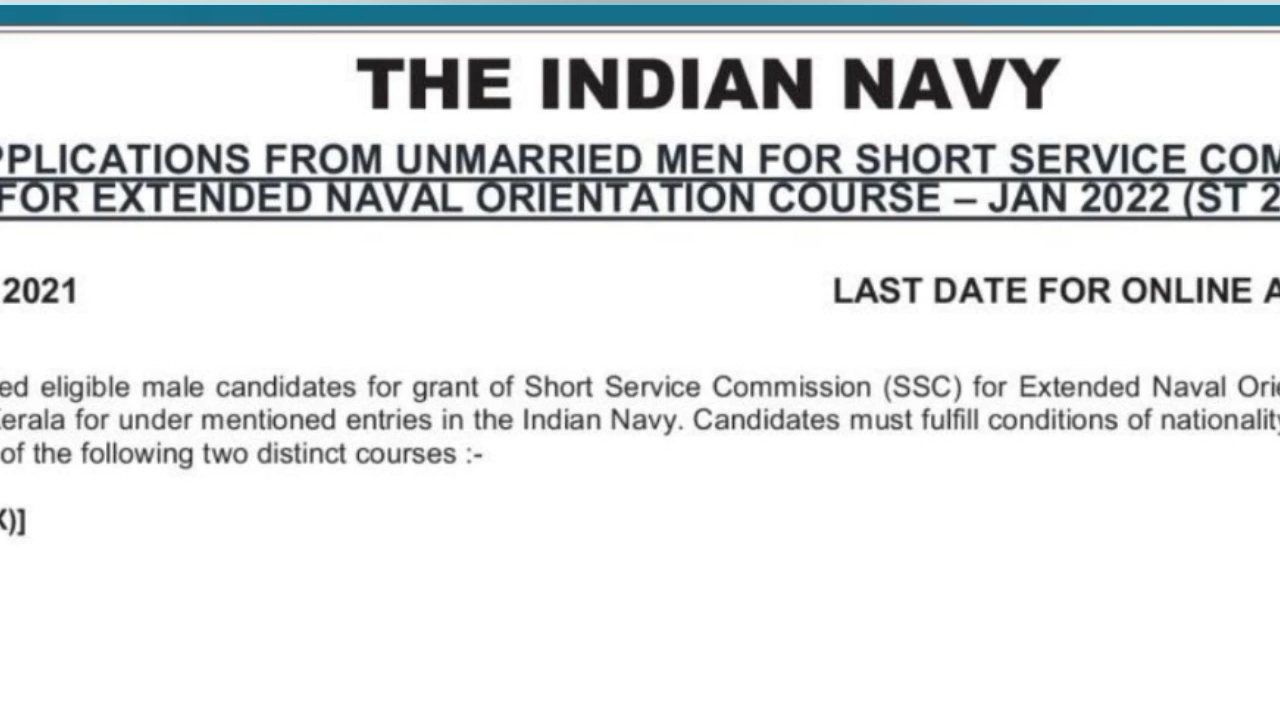 THE INDIAN NAVY
PPLICATIONS FROM UNMARRIED MEN FOR SHORT SERVICE COM
FOR EXTENDED NAVAL ORIENTATION COURSE – JAN 2022 (ST 2
2021
LAST DATE FOR ONLINE A
ed eligible male candidates for grant of Short Service Commission (SSC) for Extended Naval Orie
Kerala for under mentioned entries in the Indian Navy. Candidates must fulfill conditions of nationality
of the following two distinct courses :-
X)]